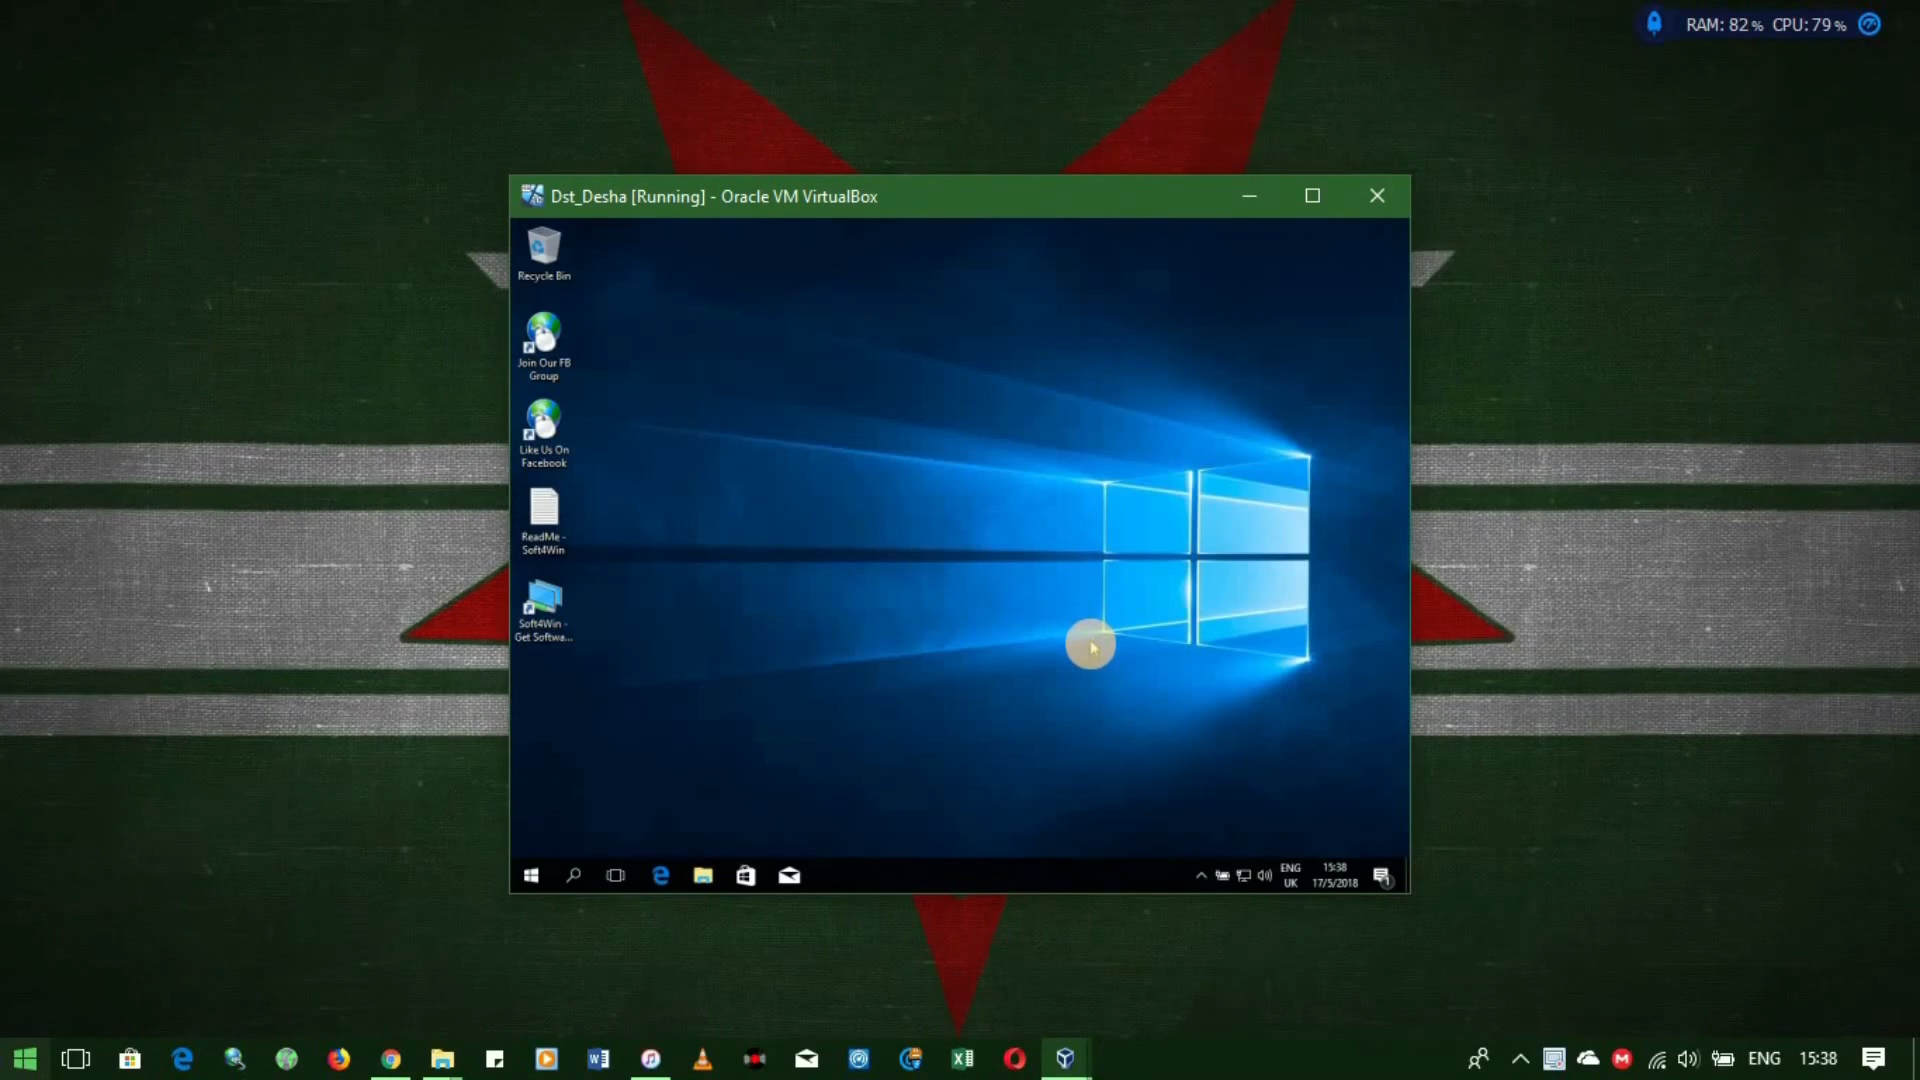 RAM: 82% CPU: 79%
Dst_Desha [Running] - Oracle VM VirtualBox
Recycle Bin
Join Our FB
Group
Like Us On
Facebook
ReadMe -
Soft4Win
Soft4Win -
Get Softwa...
ENG
UK
15:38
17/5/2018
1
ENG
15:38